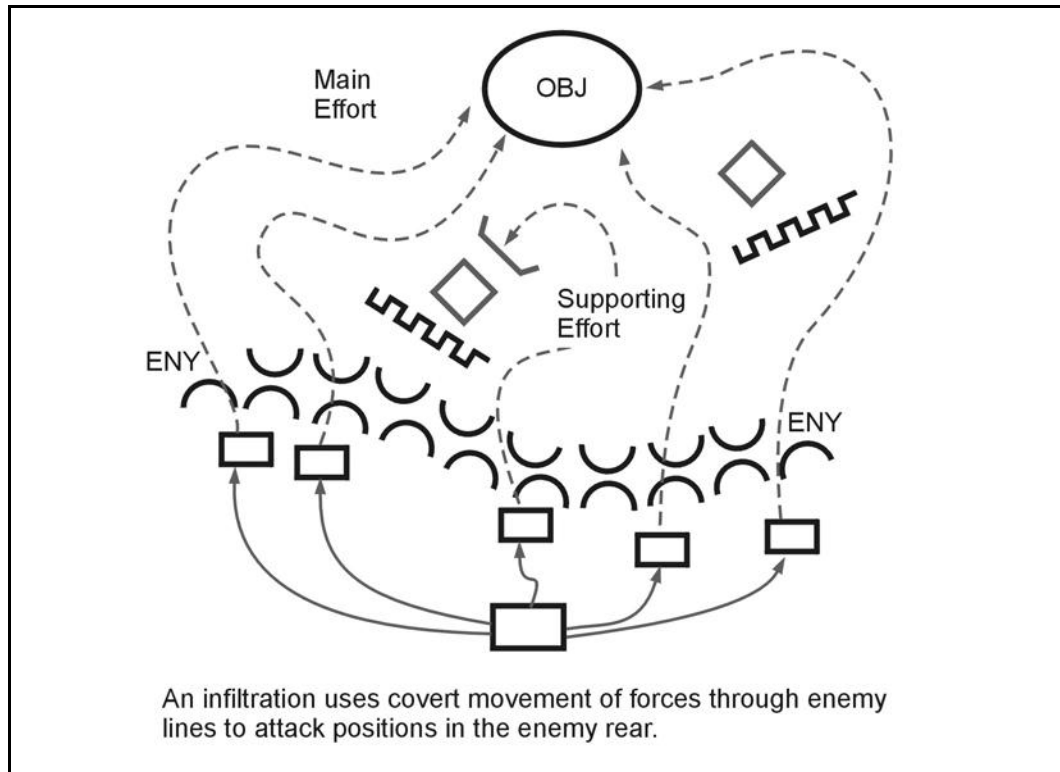 Main
Effort
OBJ
Supporting
Effort
ENY
ENY
An infiltration uses covert movement of forces through enemy
lines to attack positions in the enemy rear.